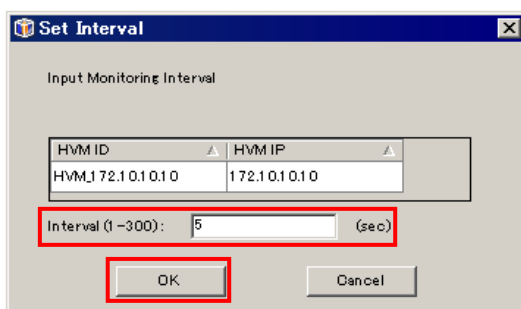 Set Interval
Input Monitoring Interval
HVM ID HVM IP
HVM_172.10.10.10 172.10.10.10
Interval (1-300): 5 (sec)
OK Cancel